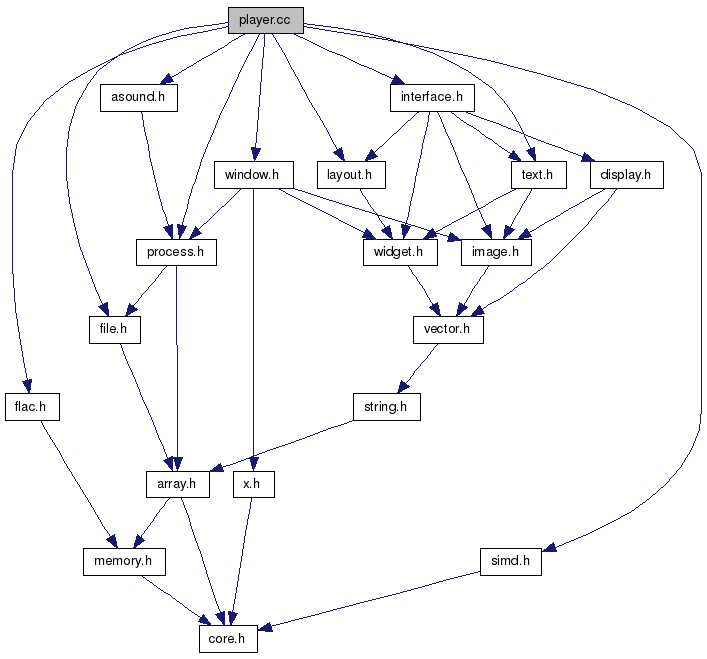 player.cc
asound.h
interface.h
window.h
layout.h
text.h
display.h
process.h
widget.h
image.h
file.h
vector.h
flac.h
string.h
array.h
x.h
memory.h
simd.h
core.h